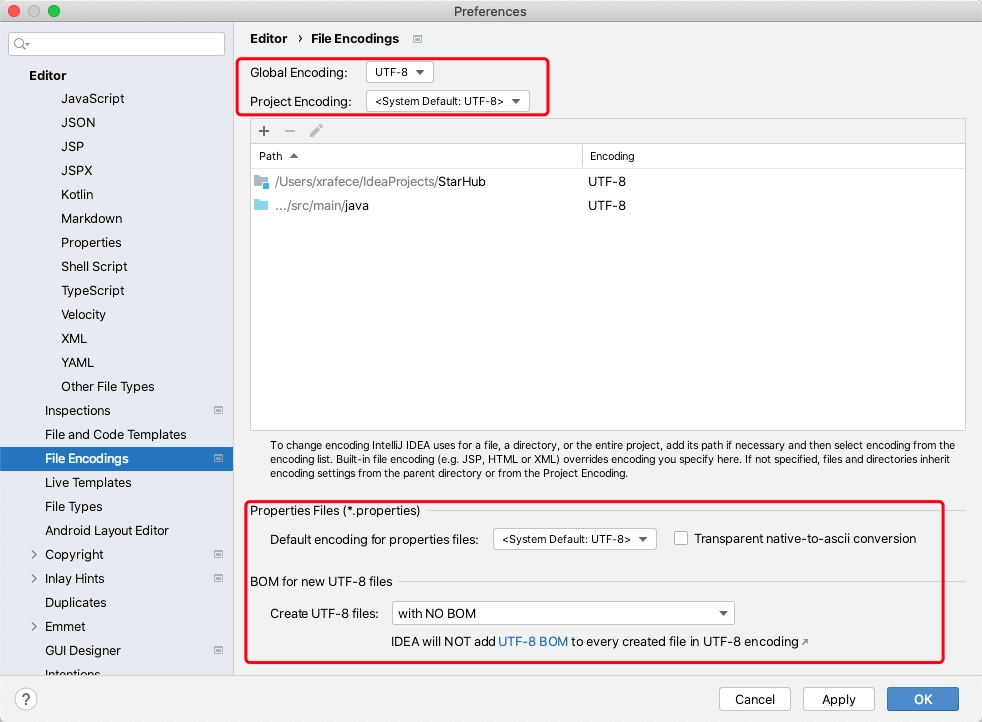 Preferences
Editor
JavaScript
JSON
JSP
JSPX
Kotlin
Markdown
Properties
Shell Script
TypeScript
Velocity
XML
YAML
Other File Types
Inspections
File and Code Templates
File Encodings
Live Templates
File Types
Android Layout Editor
Copyright
Inlay Hints
Duplicates
Emmet
GUI Designer
Intentions
Editor › File Encodings
Global Encoding: UTF-8
Project Encoding: <System Default: UTF-8>
Path Encoding
/Users/xrafece/IdeaProjects/StarHub UTF-8
.../src/main/java UTF-8
To change encoding IntelliJ IDEA uses for a file, a directory, or the entire project, add its path if necessary and then select encoding from the
encoding list. Built-in file encoding (e.g. JSP, HTML or XML) overrides encoding you specify here. If not specified, files and directories inherit
encoding settings from the parent directory or from the Project Encoding.
Properties Files (*.properties)
Default encoding for properties files: <System Default: UTF-8> Transparent native-to-ascii conversion
BOM for new UTF-8 files
Create UTF-8 files: with NO BOM
IDEA will NOT add UTF-8 BOM to every created file in UTF-8 encoding ↗
? Cancel Apply OK